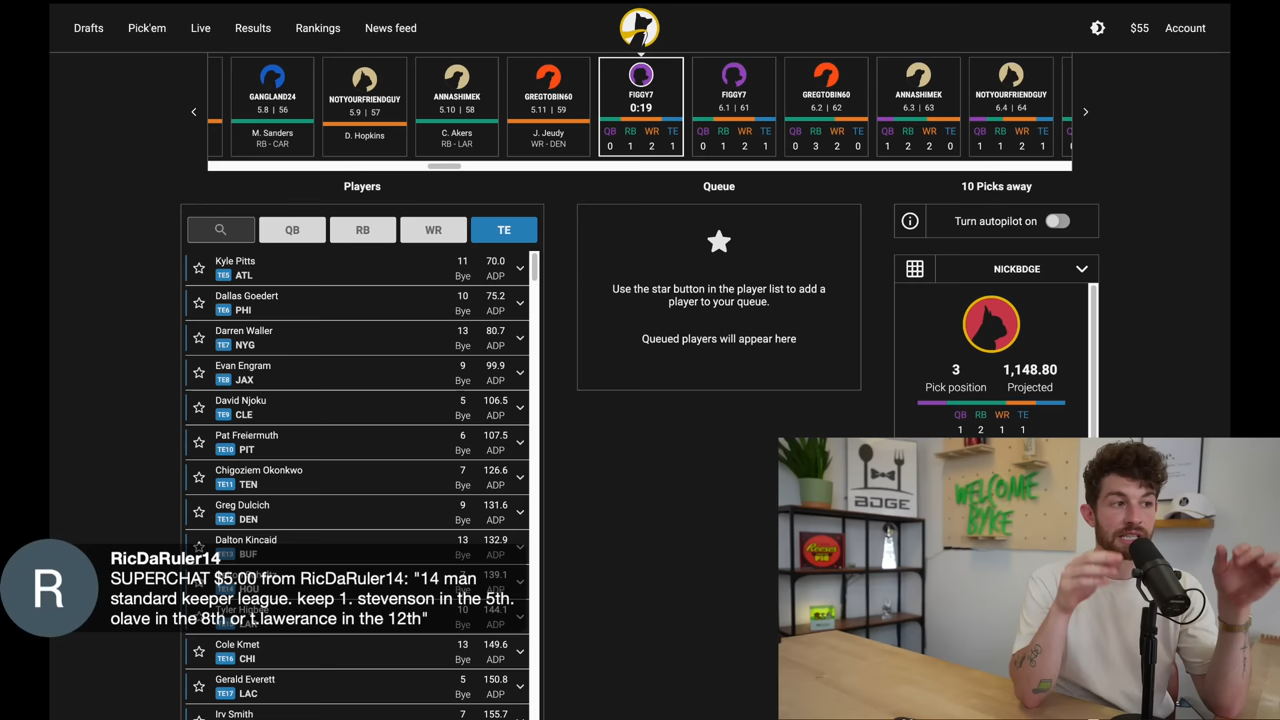 Drafts
Pick'em
Live
Results
Rankings
News feed
$55
Account
GANGLAND24
5.8 | 56
M. Sanders
RB - CAR
NOTYOURFRIENDGUY
5.9 | 57
D. Hopkins
ANNASHIMEK
5.10 | 58
C. Akers
RB - LAR
GREGTOBIN60
5.11 | 59
J. Jeudy
WR - DEN
FIGGY7
0:19
QB RB WR TE
0 1 2 1
FIGGY7
6.1 | 61
QB RB WR TE
0 1 2 1
GREGTOBIN60
6.2 | 62
QB RB WR TE
0 3 2 0
ANNASHIMEK
6.3 | 63
QB RB WR TE
1 2 2 0
NOTYOURFRIENDGUY
6.4 | 64
QB RB WR TE
1 1 2 1
Players
Queue
10 Picks away
QB
RB
WR
TE
Kyle Pitts 11 70.0
TE5 ATL Bye ADP
Dallas Goedert 10 75.2
TE6 PHI Bye ADP
Darren Waller 13 80.7
TE7 NYG Bye ADP
Evan Engram 9 99.9
TE8 JAX Bye ADP
David Njoku 5 106.5
TE9 CLE Bye ADP
Pat Freiermuth 6 107.5
TE10 PIT Bye ADP
Chigoziem Okonkwo 7 126.6
TE11 TEN Bye ADP
Greg Dulcich 9 131.6
TE12 DEN Bye ADP
Dalton Kincaid 13 132.9
TE13 BUF Bye ADP
139.1
HOU
Tyler Higbee 10 144.1
Cole Kmet 13 149.6
TE16 CHI Bye ADP
Gerald Everett 5 150.8
TE17 LAC Bye ADP
Irv Smith 7 155.7
Use the star button in the player list to add a
player to your queue.
Queued players will appear here
Turn autopilot on
NICKBDGE
3 1,148.80
Pick position Projected
QB RB WR TE
1 2 1 1
R
RicDaRuler14
SUPERCHAT $5:00 from RicDaRuler14: "14 man
standard keeper league. keep 1. stevenson in the 5th.
olave in the 8th or t.lawerance in the 12th"
BDGE
WELCOME
BYKE
REESE'S